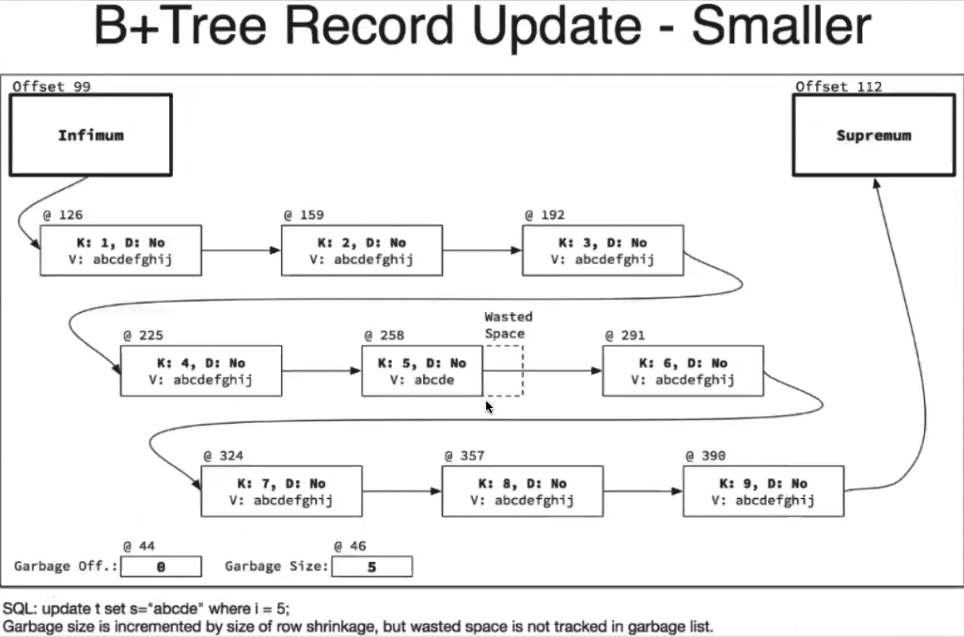 B+Tree Record Update - Smaller
Offset 99
Offset 112
Infimum
Supremum
@ 126
@ 159
@ 192
K: 1, D: No
V: abcdefghij
K: 2, D: No
V: abcdefghij
K: 3, D: No
V: abcdefghij
Wasted
Space
@ 225
@ 258
@ 291
K: 4, D: No
V: abcdefghij
K: 5, D: No
V: abcde
K: 6, D: No
V: abcdefghij
@ 324
@ 357
@ 390
K: 7, D: No
V: abcdefghij
K: 8, D: No
V: abcdefghij
K: 9, D: No
V: abcdefghij
@ 44
@ 46
Garbage Off.: 0
Garbage Size: 5
SQL: update t set s="abcde" where i = 5;
Garbage size is incremented by size of row shrinkage, but wasted space is not tracked in garbage list.